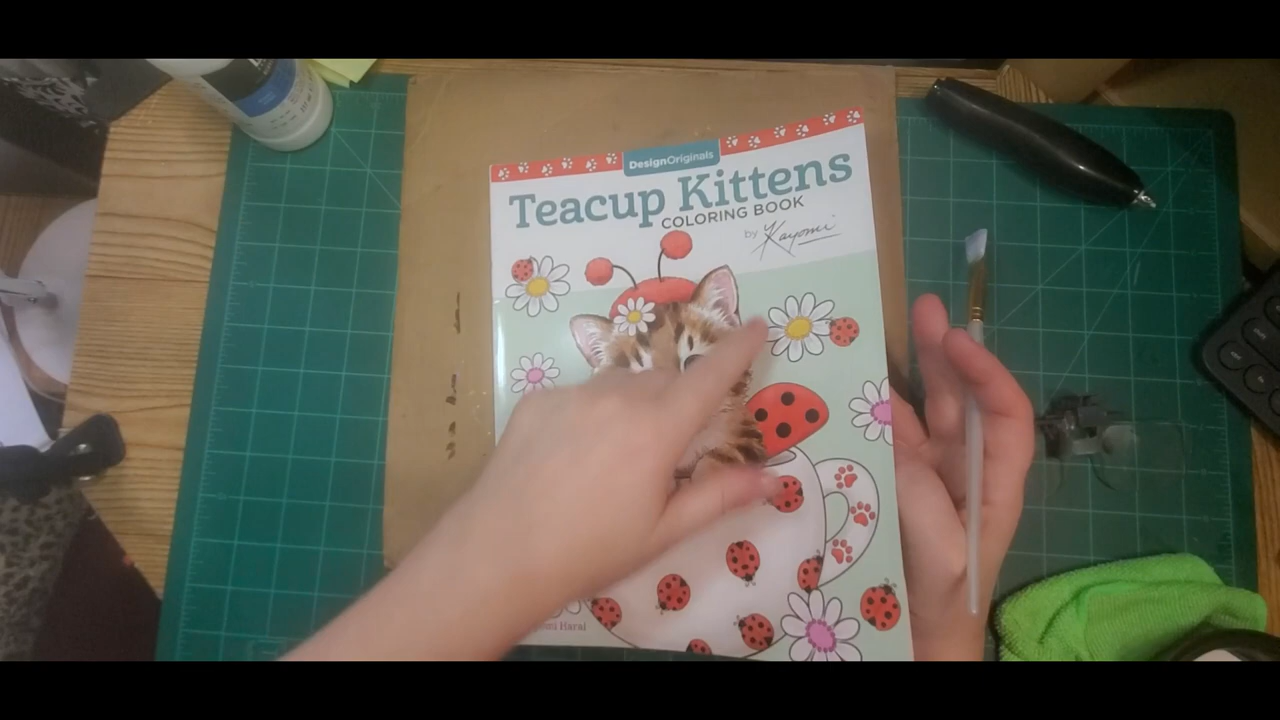 DesignOriginals
Teacup Kittens
COLORING BOOK
by Kayomi
Harai